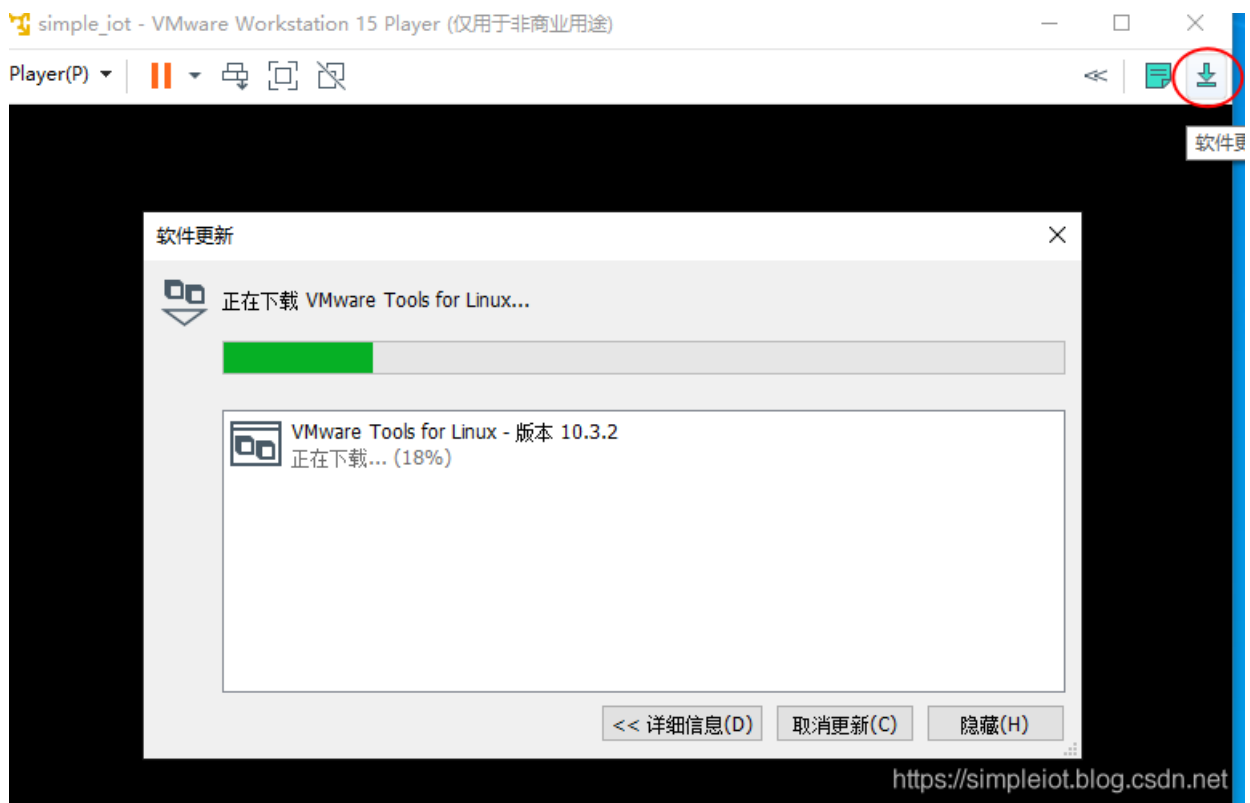 simple_iot - VMware Workstation 15 Player (仅用于非商业用途)
Player(P)
软件更
软件更新
正在下载 VMware Tools for Linux...
VMware Tools for Linux - 版本 10.3.2
正在下载... (18%)
<< 详细信息(D) 取消更新(C) 隐藏(H)
https://simpleiot.blog.csdn.net